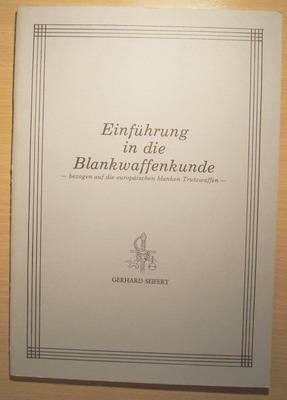 Einführung
in die
Blankwaffenkunde
— bezogen auf die europäischen blanken Trutzwaffen —
GERHARD SEIFERT